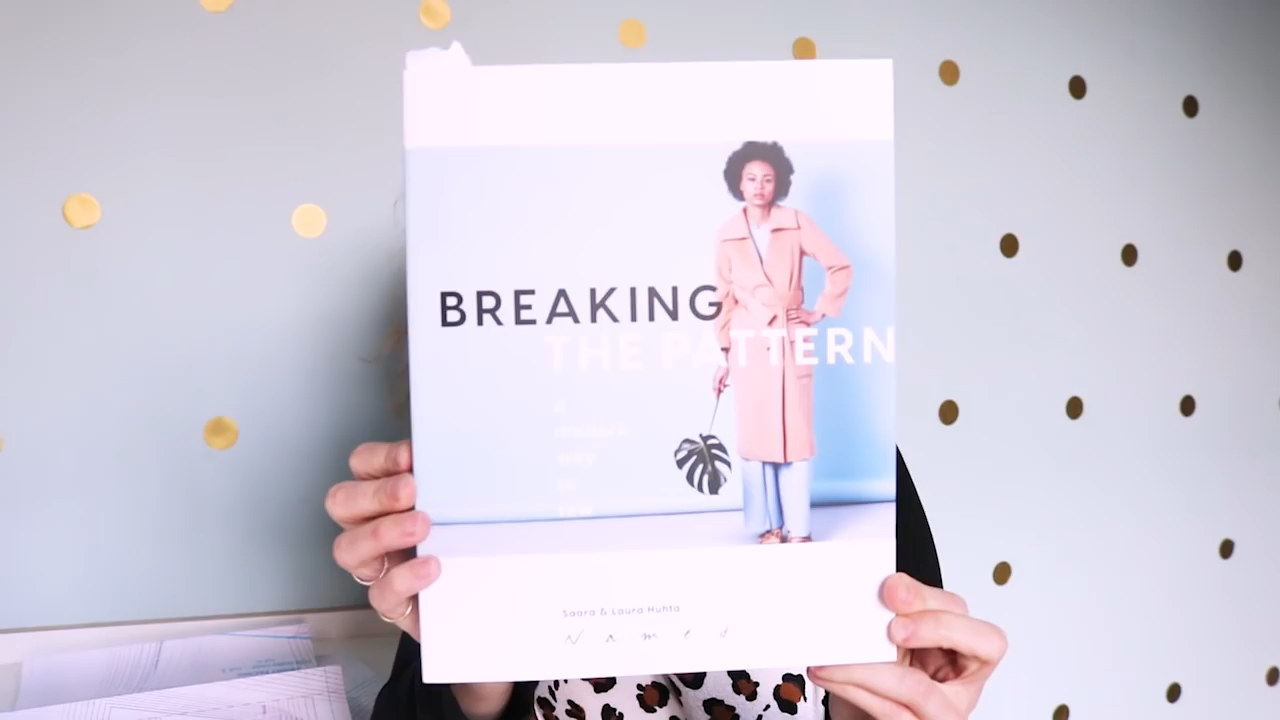 BREAKING
THE PATTERN
a
modern
way
to
sew
Saara & Laura Huhta
Named